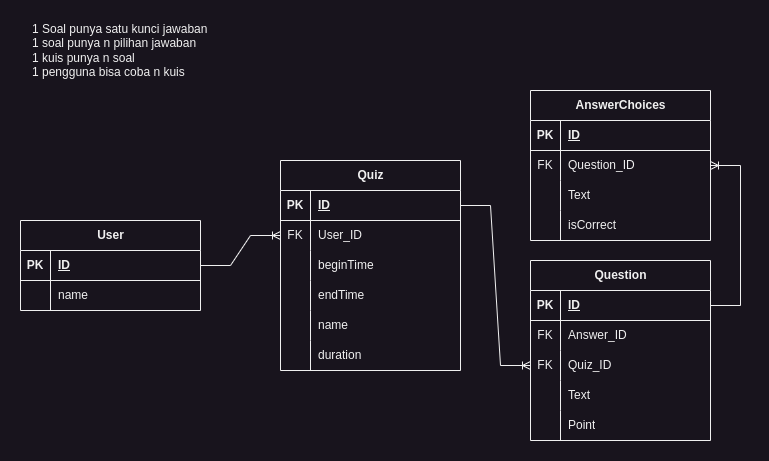 1 Soal punya satu kunci jawaban
1 soal punya n pilihan jawaban
1 kuis punya n soal
1 pengguna bisa coba n kuis
User
PK ID
name
Quiz
PK ID
FK User_ID
beginTime
endTime
name
duration
AnswerChoices
PK ID
FK Question_ID
Text
isCorrect
Question
PK ID
FK Answer_ID
FK Quiz_ID
Text
Point